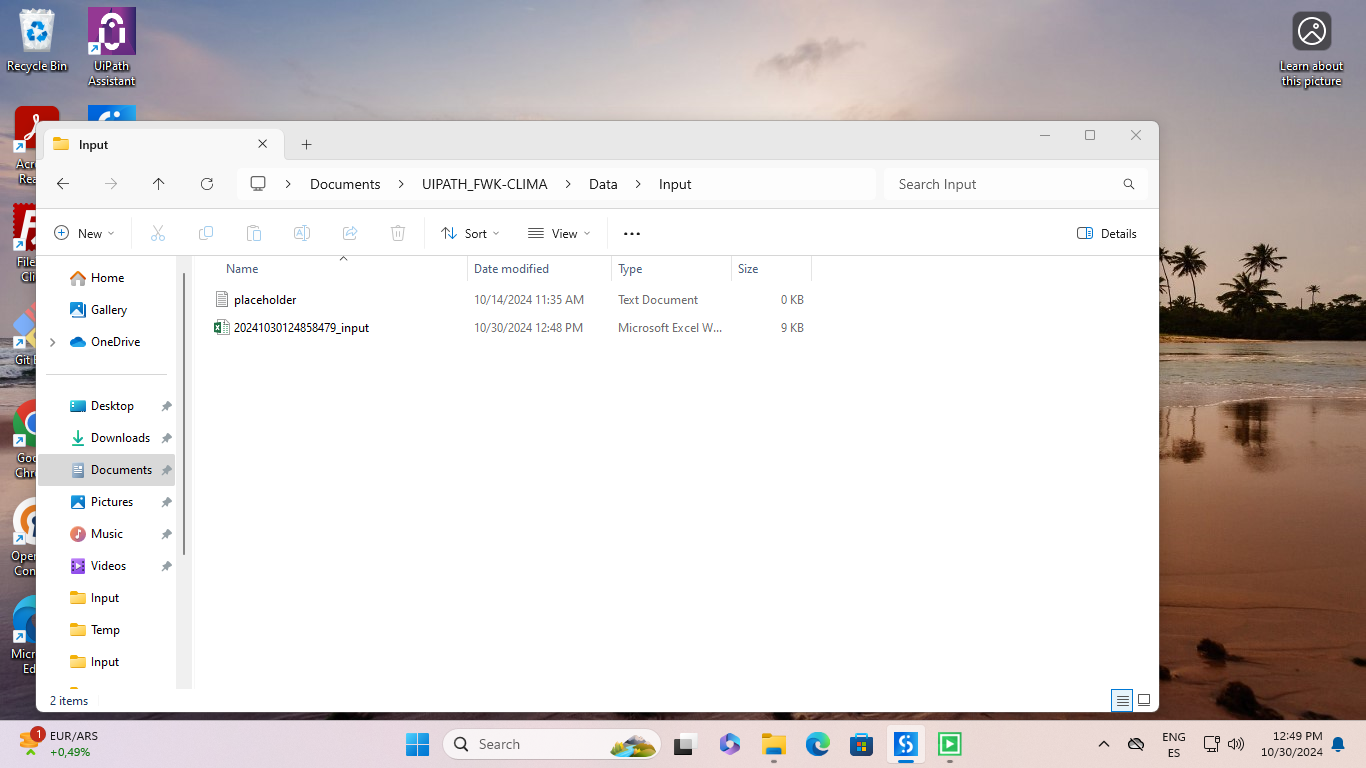 Recycle Bin
UiPath
Assistant
Learn about
this picture
Input
Documents
UIPATH_FWK-CLIMA
Data
Input
Search Input
New
Sort
View
Details
Home
Gallery
OneDrive
Desktop
Downloads
Documents
Pictures
Music
Videos
Input
Temp
Input
Name
Date modified
Type
Size
placeholder
10/14/2024 11:35 AM
Text Document
0 KB
20241030124858479_input
10/30/2024 12:48 PM
Microsoft Excel W...
9 KB
2 items
Acr
Rea
File
Cli
Git
Goo
Chr
Open
Con
Micr
Ed
1
EUR/ARS
+0,49%
Search
ENG
ES
12:49 PM
10/30/2024